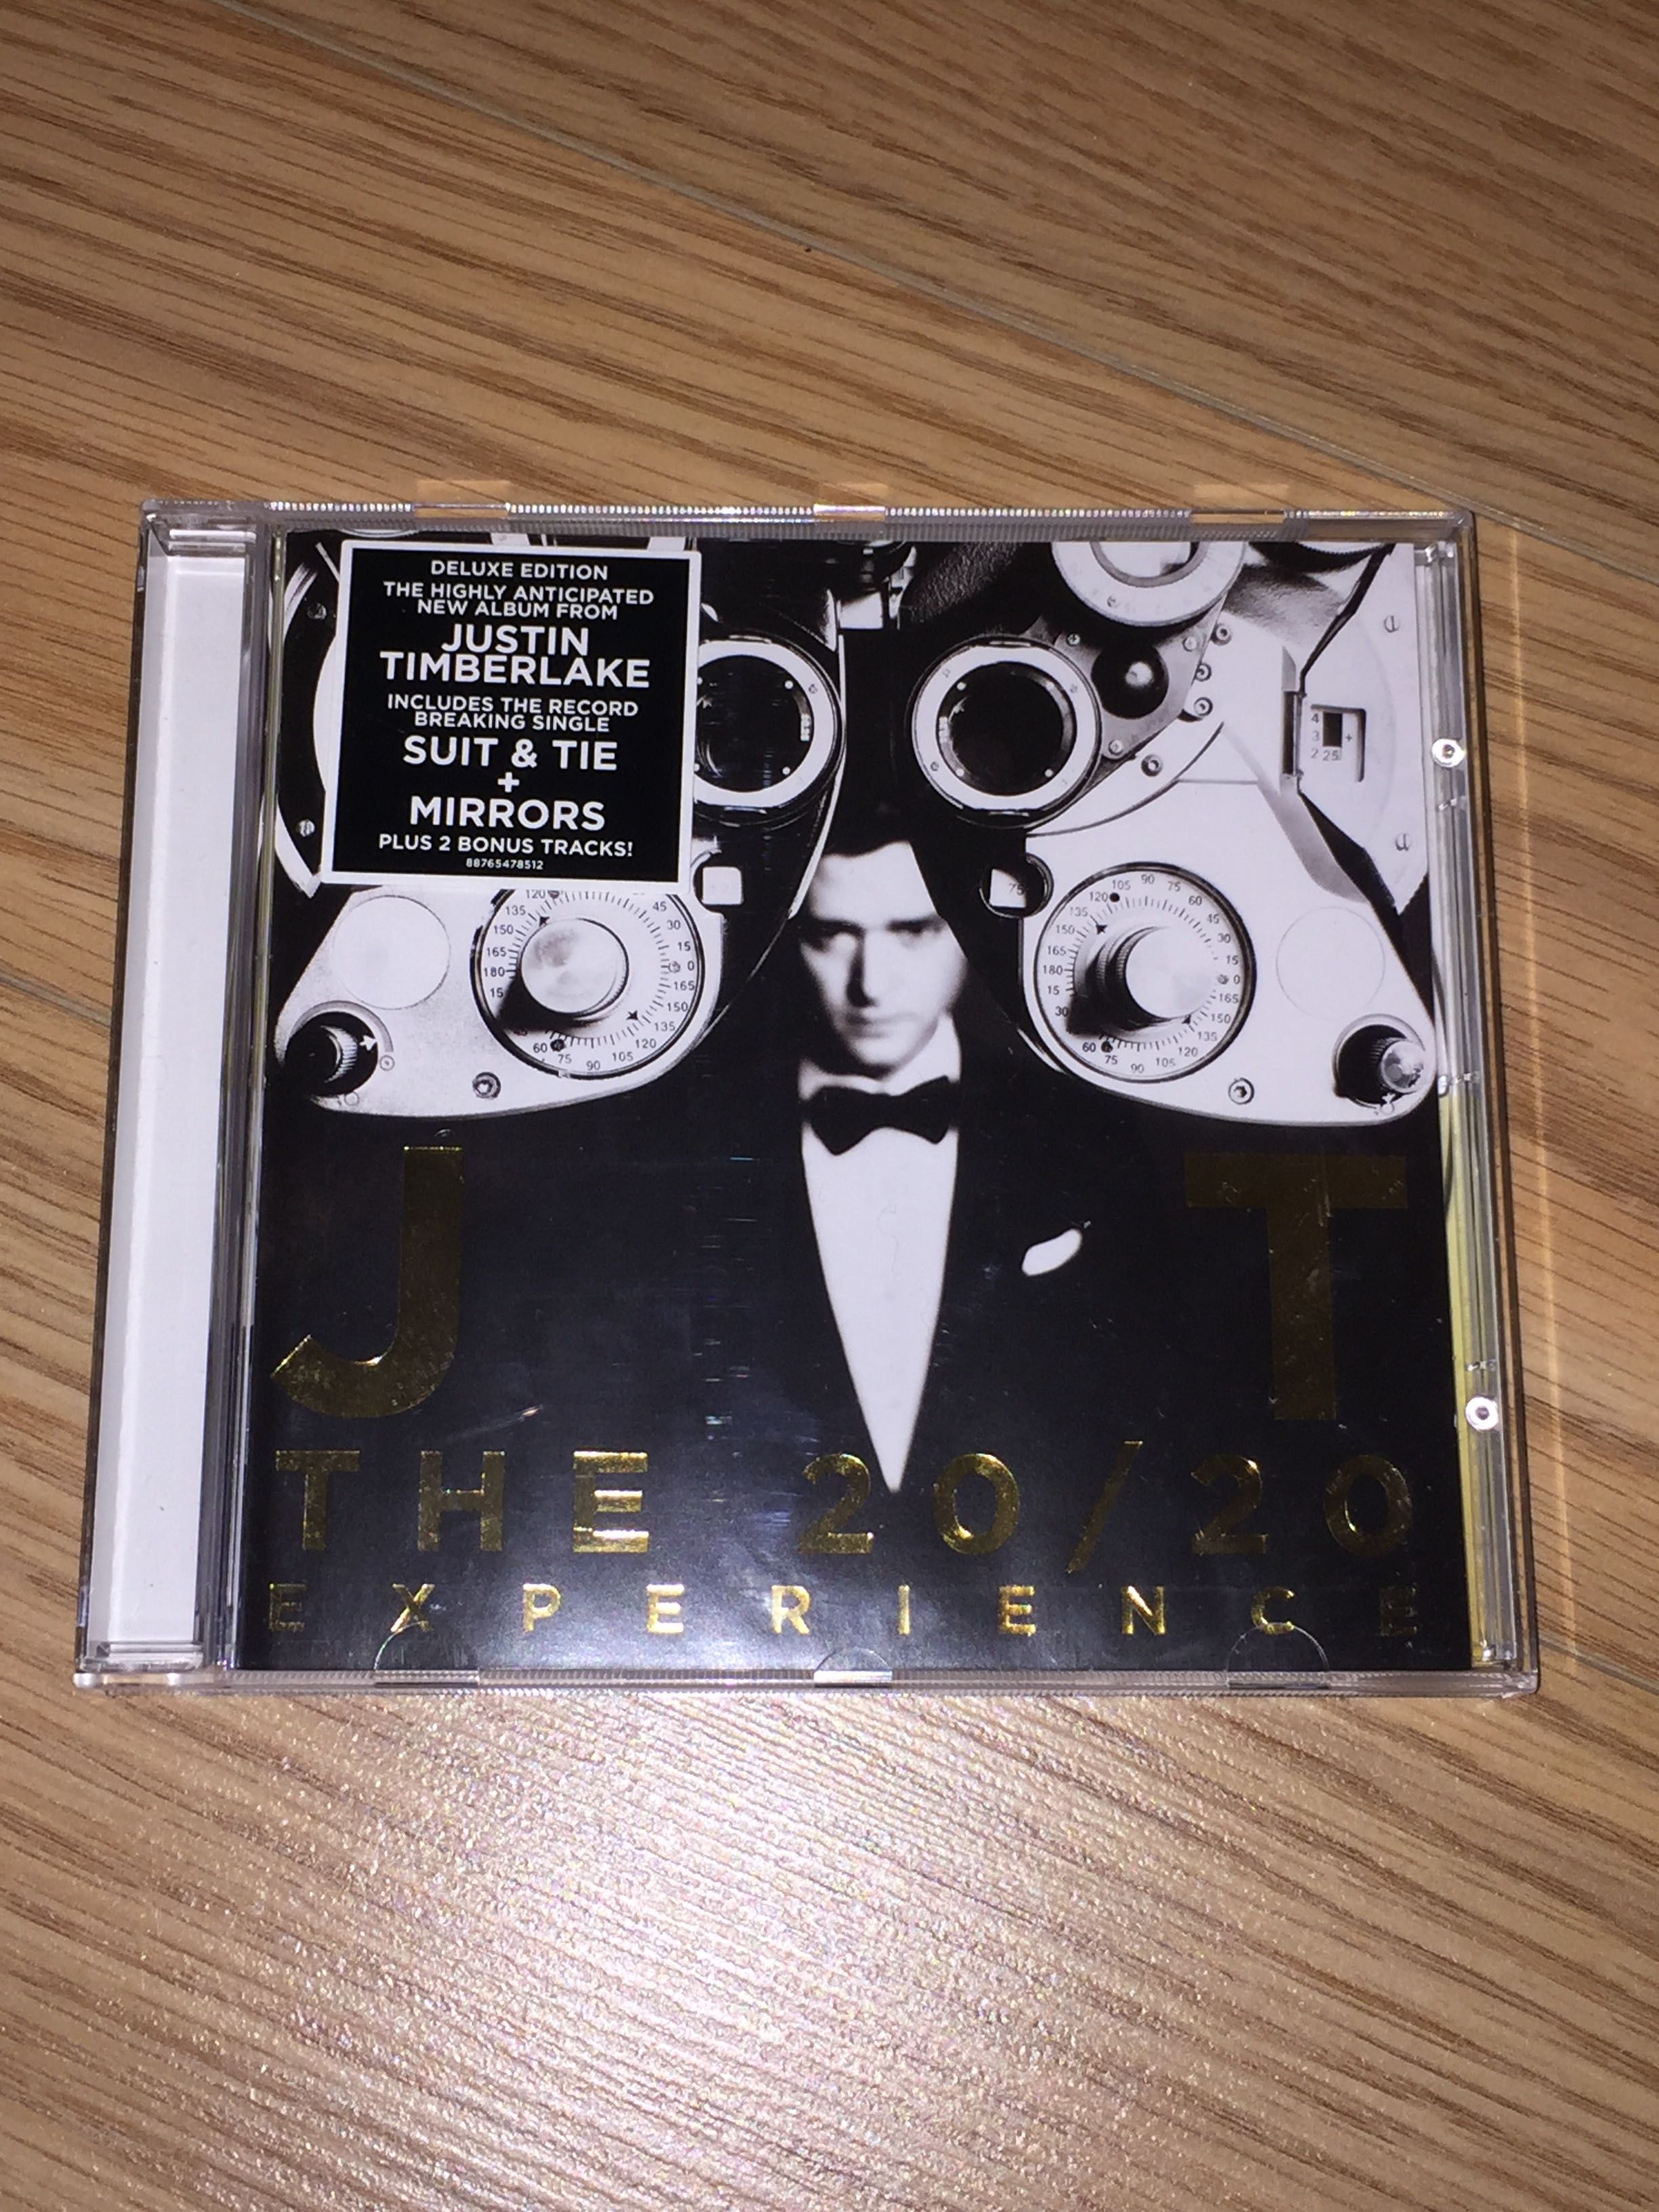 DELUXE EDITION
THE HIGHLY ANTICIPATED
NEW ALBUM FROM
JUSTIN
TIMBERLAKE
INCLUDES THE RECORD
BREAKING SINGLE
SUIT & TIE
+
MIRRORS
PLUS 2 BONUS TRACKS!
88765478512
J T
THE 20/20
EXPERIENCE